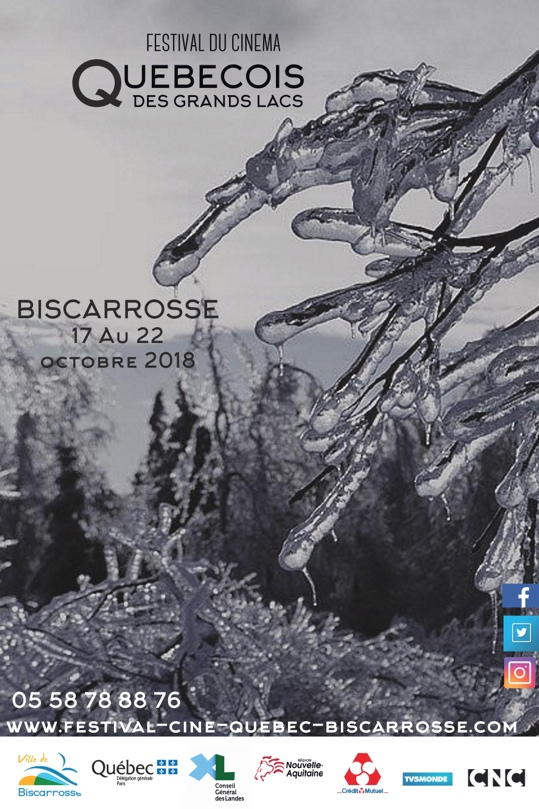 FESTIVAL DU CINEMA
QUEBECOIS
DES GRANDS LACS
BISCARROSSE
17 AU 22
OCTOBRE 2018
05 58 78 88 76
WWW.FESTIVAL-CINE-QUEBEC-BISCARROSSE.COM
Ville de
Biscarrosse
Québec
Délégation générale
Paris
XL
Conseil
Général
des Landes
RÉGION
Nouvelle-
Aquitaine
Crédit Mutuel
TV5MONDE
CNC